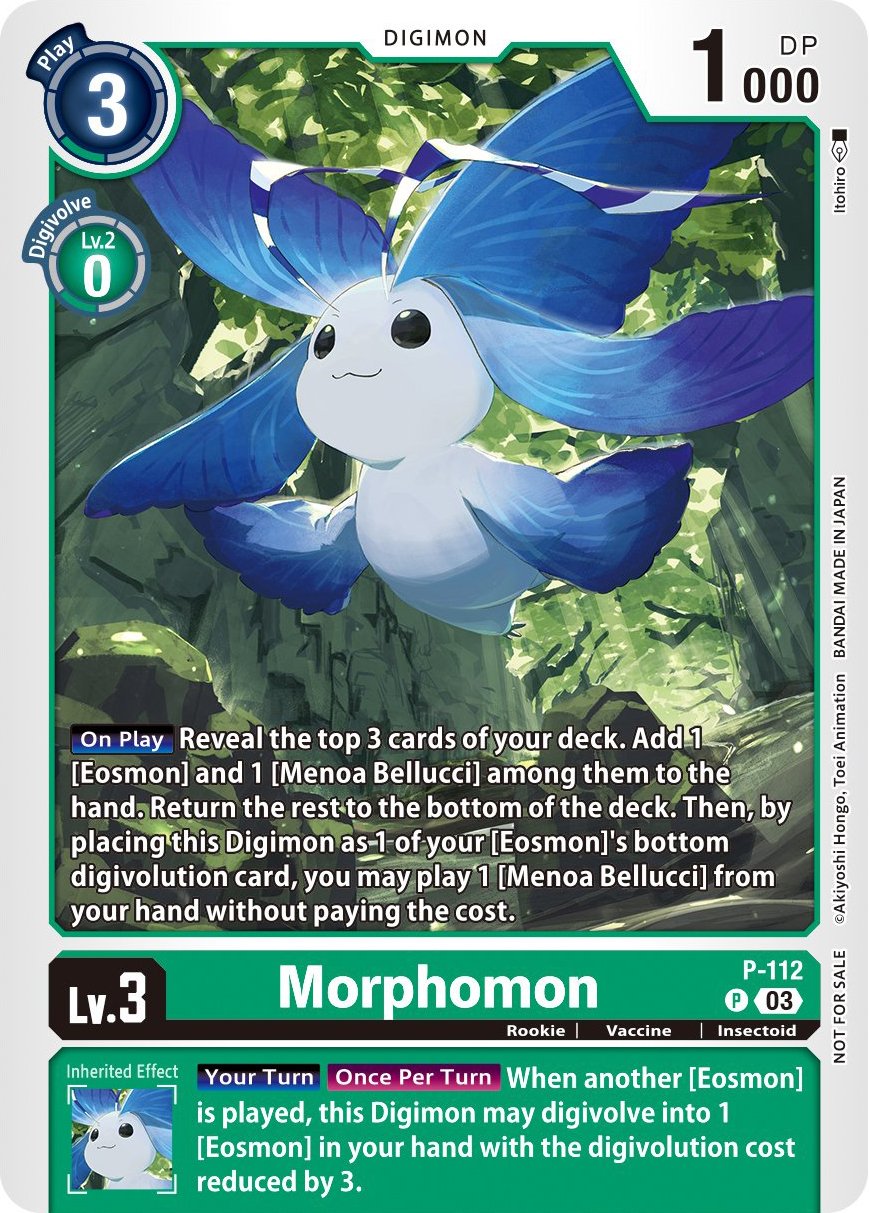 DIGIMON
Play
3
1000
DP
Digivolve
Lv.2
0
Itohiro
On Play Reveal the top 3 cards of your deck. Add 1
[Eosmon] and 1 [Menoa Bellucci] among them to the
hand. Return the rest to the bottom of the deck. Then, by
placing this Digimon as 1 of your [Eosmon]'s bottom
digivolution card, you may play 1 [Menoa Bellucci] from
your hand without paying the cost.
©Akiyoshi Hongo, Toei Animation BANDAI MADE IN JAPAN
NOT FOR SALE
Lv.3
Morphomon
P-112
P 03
Rookie | Vaccine | Insectoid
Inherited Effect
Your Turn Once Per Turn When another [Eosmon]
is played, this Digimon may digivolve into 1
[Eosmon] in your hand with the digivolution cost
reduced by 3.